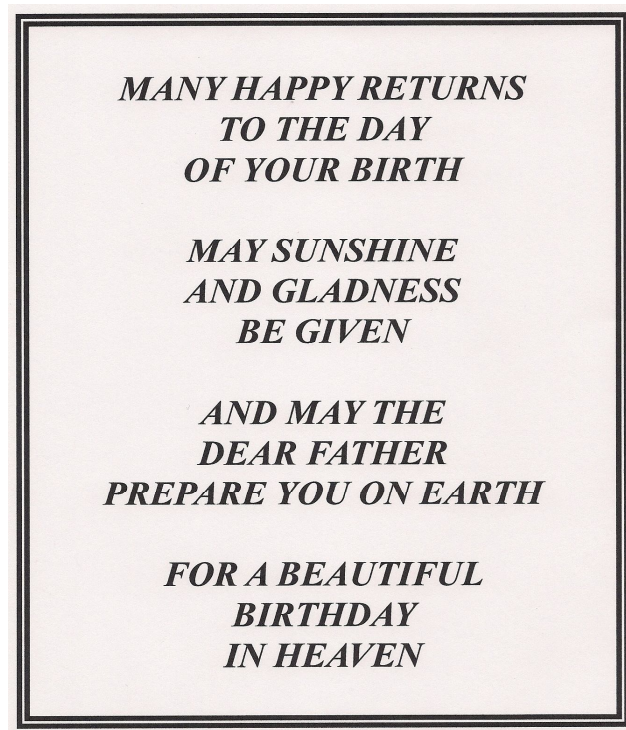 MANY HAPPY RETURNS
TO THE DAY
OF YOUR BIRTH
MAY SUNSHINE
AND GLADNESS
BE GIVEN
AND MAY THE
DEAR FATHER
PREPARE YOU ON EARTH
FOR A BEAUTIFUL
BIRTHDAY
IN HEAVEN